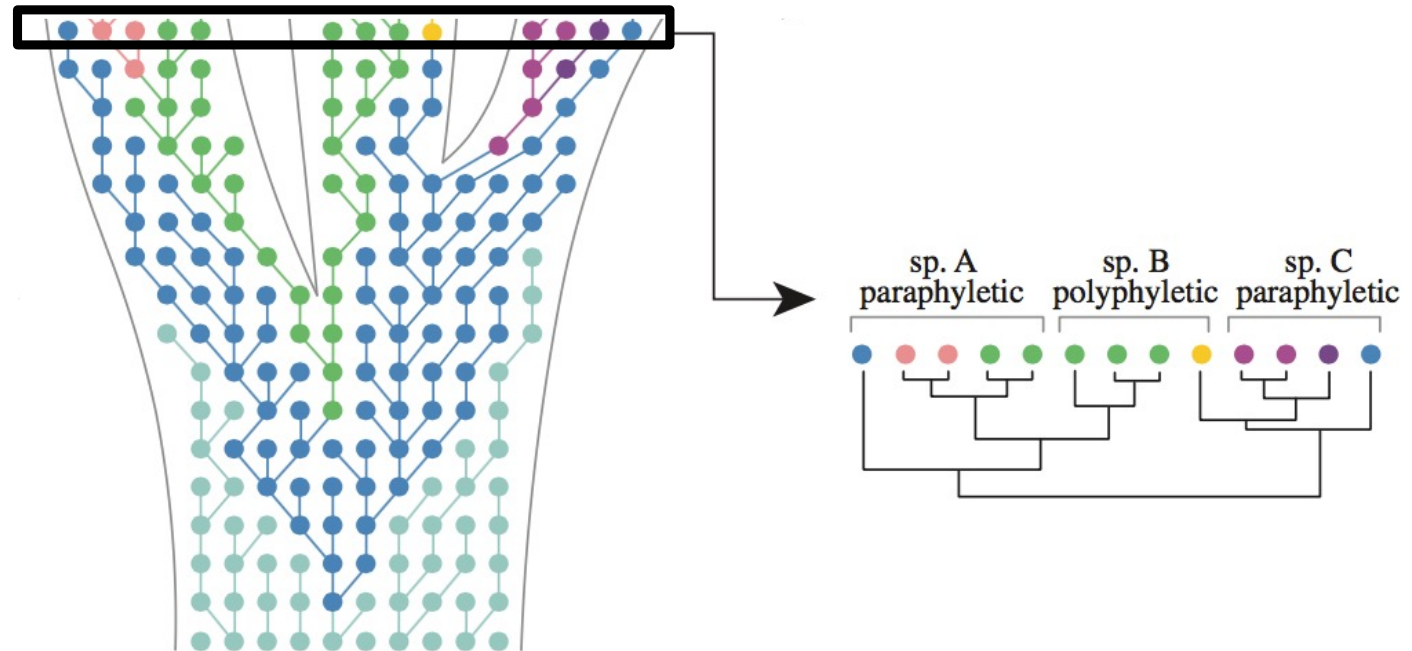 sp. A
paraphyletic
sp. B
polyphyletic
sp. C
paraphyletic